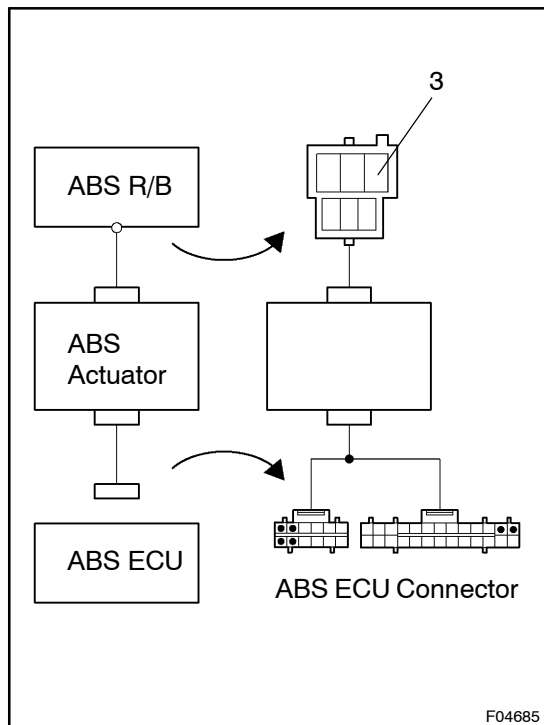 3
ABS R/B
ABS
Actuator
ABS ECU
ABS ECU Connector
F04685